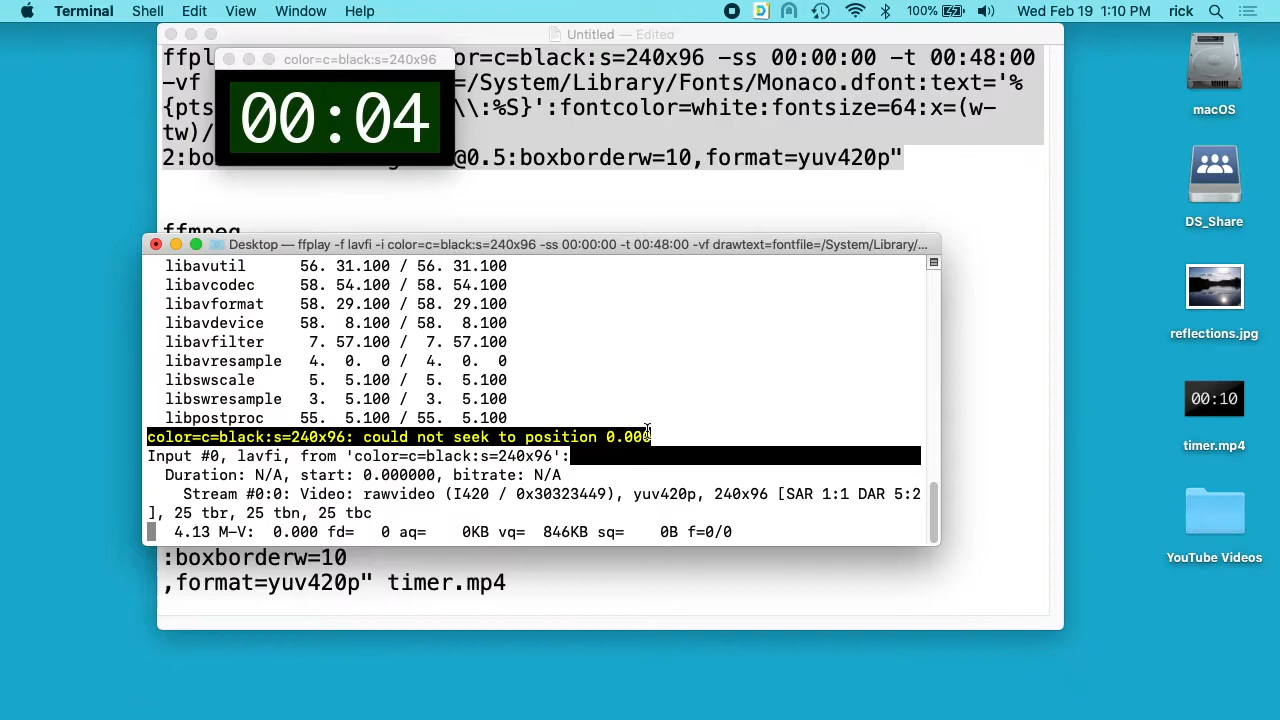 Terminal Shell Edit View Window Help 100% Wed Feb 19 1:10 PM rick
Untitled — Edited
ffpl or=c=black:s=240x96 -ss 00:00:00 -t 00:48:00
-vf =/System/Library/Fonts/Monaco.dfont:text='%
{pts \\:%S}':fontcolor=white:fontsize=64:x=(w-
tw)/
2:bo @0.5:boxborderw=10,format=yuv420p"
color=c=black:s=240x96
00:04
ffmpeg
Desktop — ffplay -f lavfi -i color=c=black:s=240x96 -ss 00:00:00 -t 00:48:00 -vf drawtext=fontfile=/System/Library/...
libavutil 56. 31.100 / 56. 31.100
libavcodec 58. 54.100 / 58. 54.100
libavformat 58. 29.100 / 58. 29.100
libavdevice 58. 8.100 / 58. 8.100
libavfilter 7. 57.100 / 7. 57.100
libavresample 4. 0. 0 / 4. 0. 0
libswscale 5. 5.100 / 5. 5.100
libswresample 3. 5.100 / 3. 5.100
libpostproc 55. 5.100 / 55. 5.100
color=c=black:s=240x96: could not seek to position 0.000
Input #0, lavfi, from 'color=c=black:s=240x96':
Duration: N/A, start: 0.000000, bitrate: N/A
Stream #0:0: Video: rawvideo (I420 / 0x30323449), yuv420p, 240x96 [SAR 1:1 DAR 5:2
], 25 tbr, 25 tbn, 25 tbc
4.13 M-V: 0.000 fd= 0 aq= 0KB vq= 846KB sq= 0B f=0/0
:boxborderw=10
,format=yuv420p" timer.mp4
macOS
DS_Share
reflections.jpg
00:10
timer.mp4
YouTube Videos